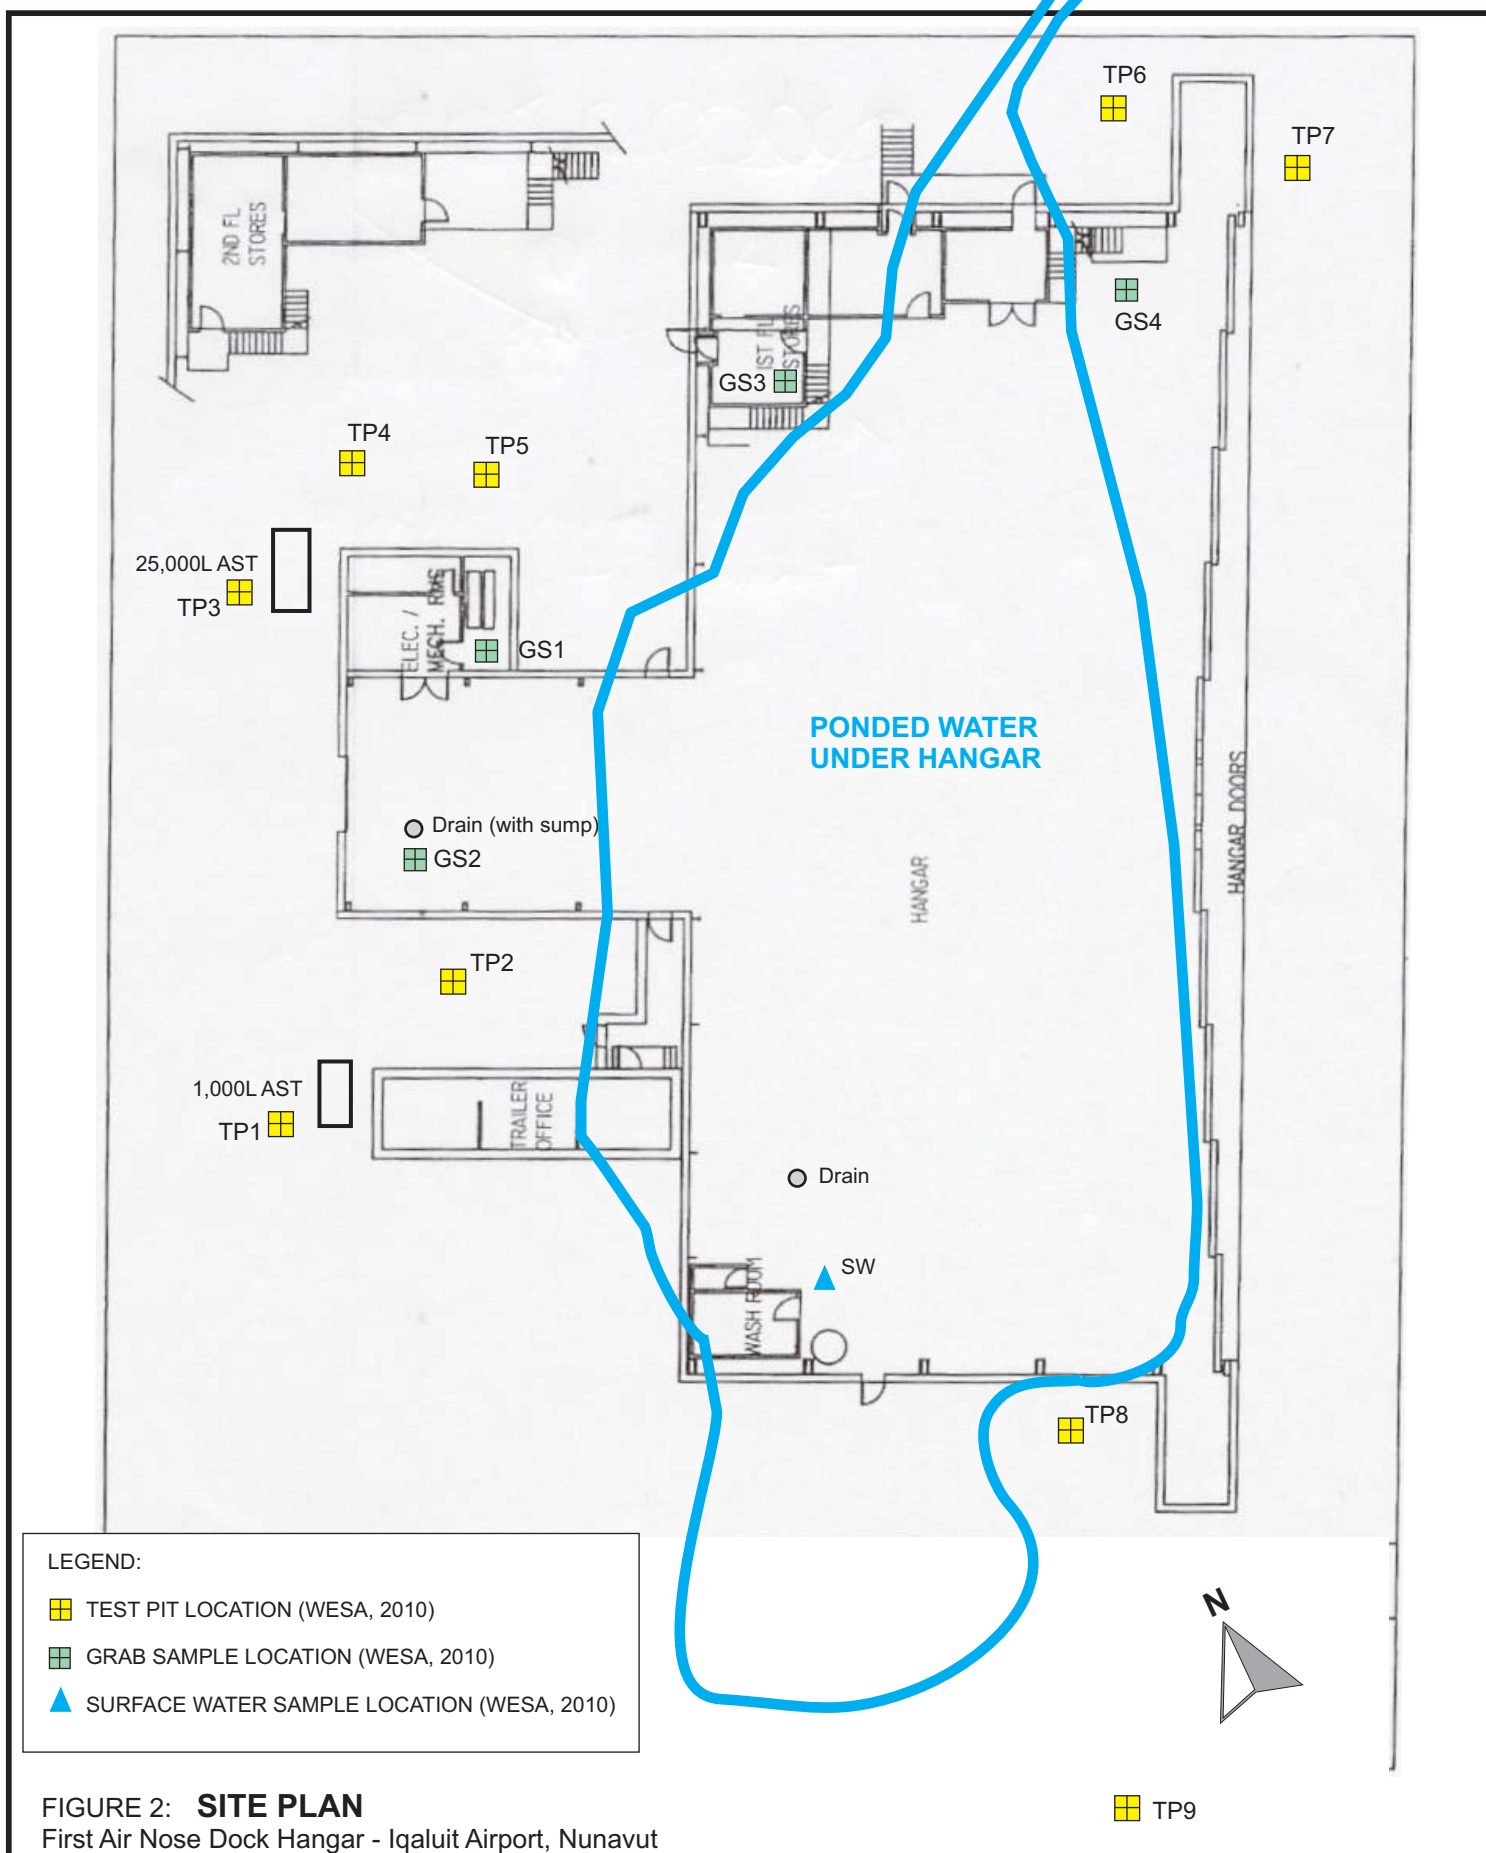 TP6
TP7
2ND FL
STORES
GS4
1ST FL
STORES
GS3
TP4
TP5
25,000L AST
TP3
ELEC. /
MECH. RMS
GS1
PONDED WATER
UNDER HANGAR
HANGAR DOORS
Drain (with sump)
GS2
HANGAR
TP2
1,000L AST
TP1
TRAILER
OFFICE
Drain
SW
WASH ROOM
TP8
LEGEND:
TEST PIT LOCATION (WESA, 2010)
GRAB SAMPLE LOCATION (WESA, 2010)
SURFACE WATER SAMPLE LOCATION (WESA, 2010)
N
TP9
FIGURE 2: SITE PLAN
First Air Nose Dock Hangar - Iqaluit Airport, Nunavut